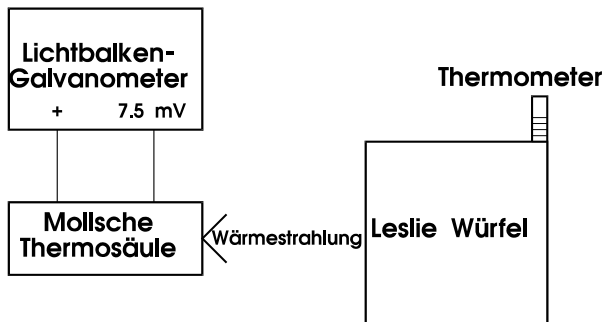 Lichtbalken-
Galvanometer
+ 7.5 mV
Thermometer
Mollsche
Thermosäule
Wärmestrahlung
Leslie Würfel